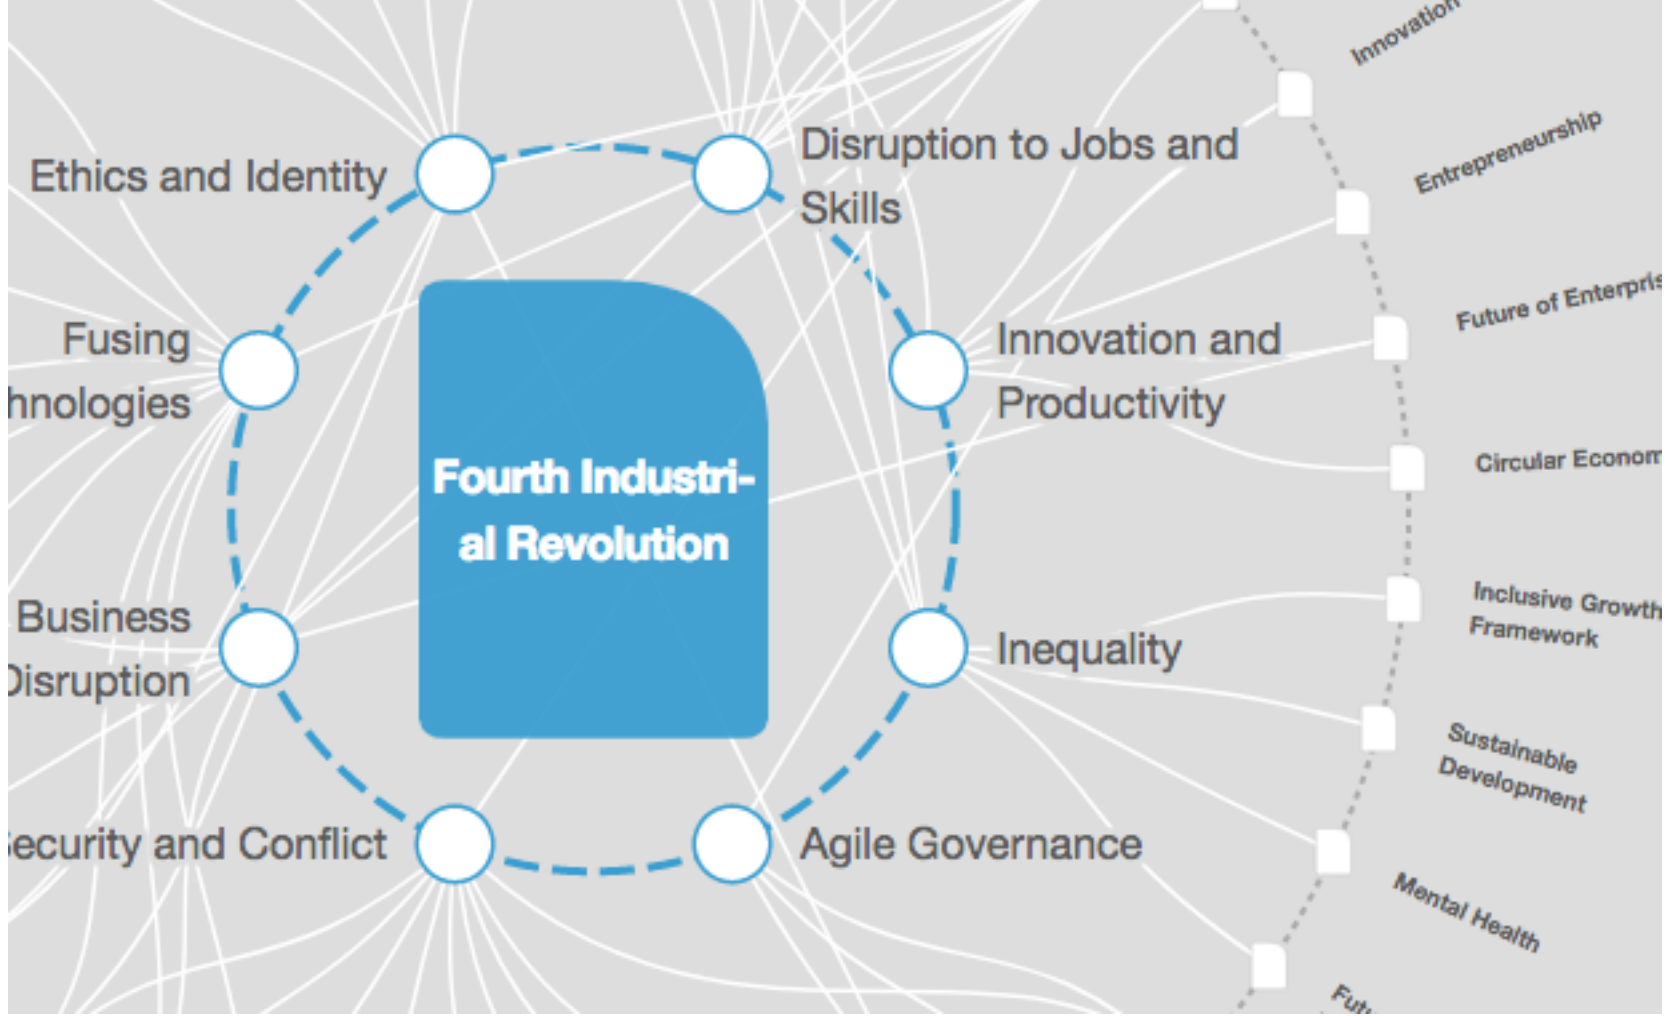 Innovation
Disruption to Jobs and
Skills
Entrepreneurship
Ethics and Identity
Fusing
hnologies
Innovation and
Productivity
Future of Enterpris
Fourth Industri-
al Revolution
Circular Econom
Business
Disruption
Inequality
Inclusive Growth
Framework
Sustainable
Development
ecurity and Conflict
Agile Governance
Mental Health
Futu